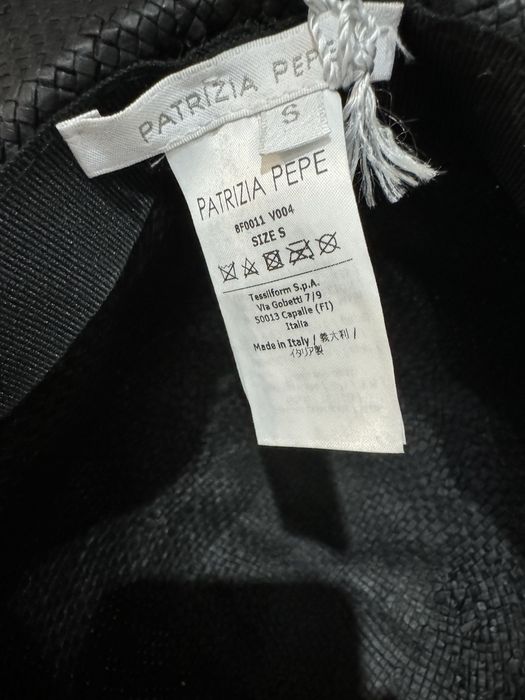 PATRIZIA PEPE
S
PATRIZIA PEPE
8F0011 V004
SIZE S
Tessilform S.p.A.
Via Gobetti 7/9
50013 Capalle (FI)
Italia
Made in Italy / 義大利 /
イタリア製